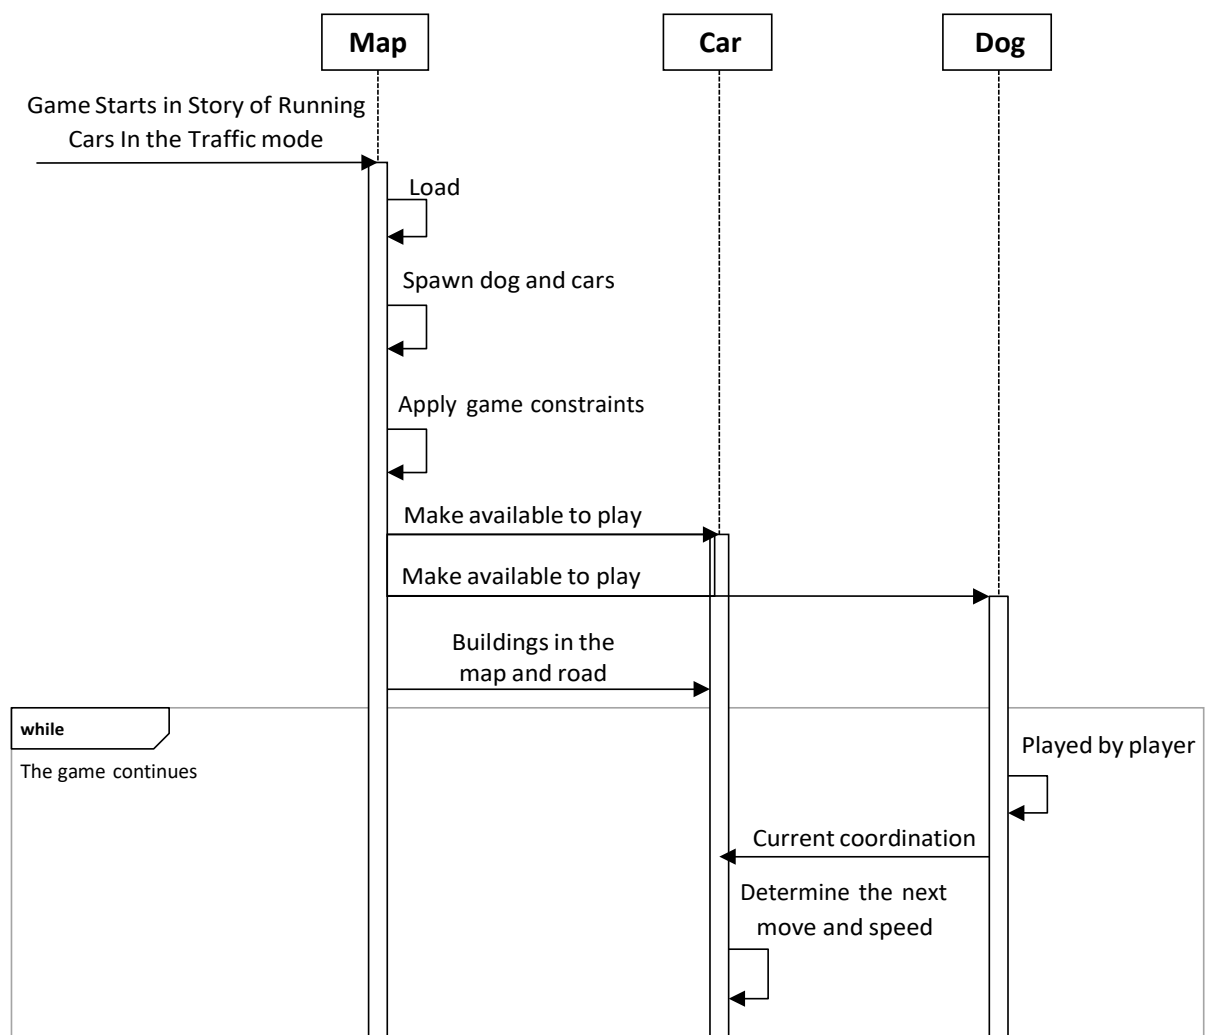 Map
Car
Dog
Game Starts in Story of Running
Cars In the Traffic mode
Load
Spawn dog and cars
Apply game constraints
Make available to play
Make available to play
Buildings in the
map and road
while
The game continues
Played by player
Current coordination
Determine the next
move and speed